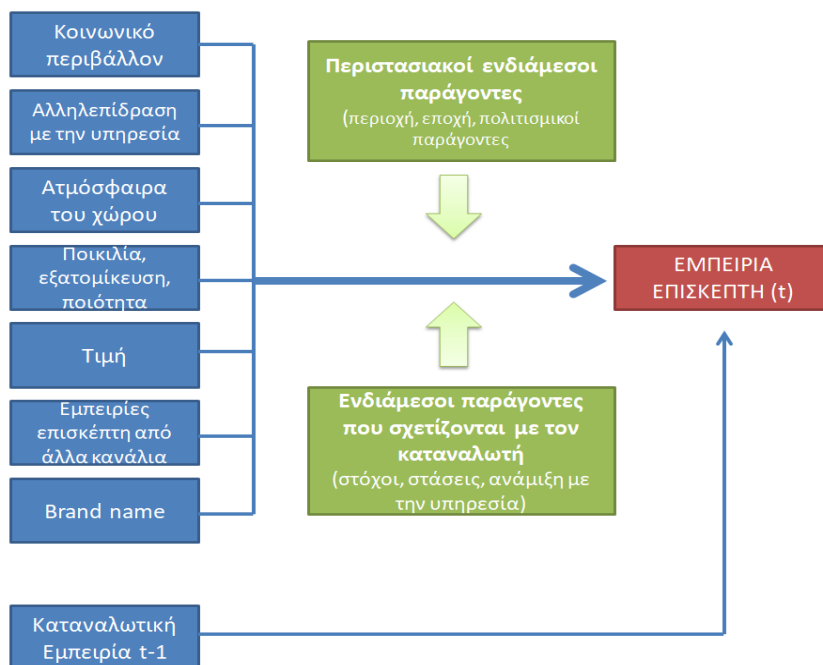 Κοινωνικό
περιβάλλον
Αλληλεπίδραση
με την υπηρεσία
Ατμόσφαιρα
του χώρου
Ποικιλία,
εξατομίκευση,
ποιότητα
Τιμή
Εμπειρίες
επισκέπτη από
άλλα κανάλια
Brand name
Καταναλωτική
Εμπειρία t-1
Περιστασιακοί ενδιάμεσοι
παράγοντες
(περιοχή, εποχή, πολιτισμικοί
παράγοντες
Ενδιάμεσοι παράγοντες
που σχετίζονται με τον
καταναλωτή
(στόχοι, στάσεις, ανάμιξη με
την υπηρεσία)
ΕΜΠΕΙΡΙΑ
ΕΠΙΣΚΕΠΤΗ (t)